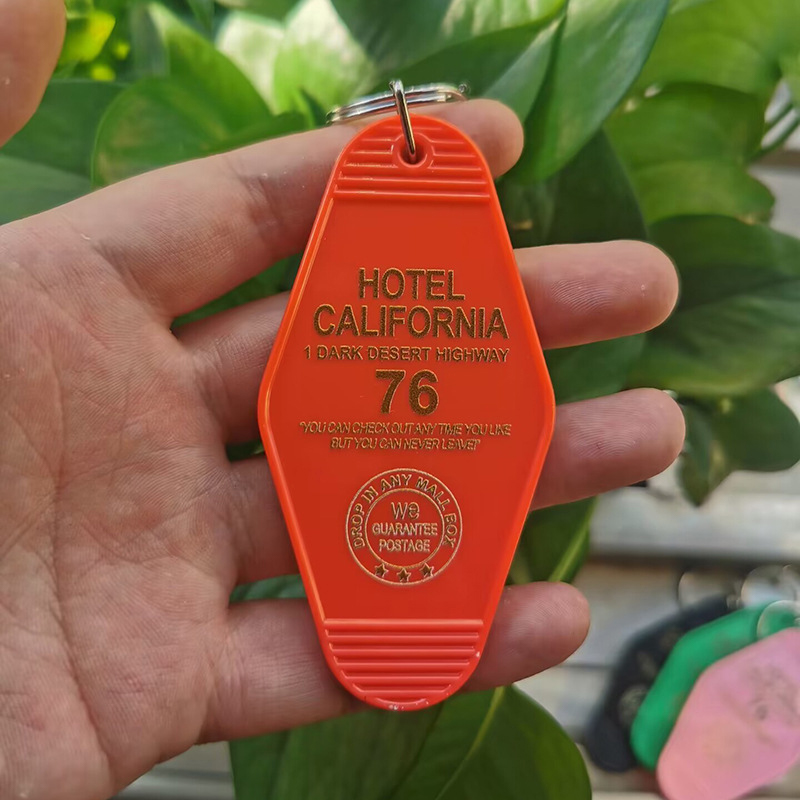 HOTEL
CALIFORNIA
1 DARK DESERT HIGHWAY
76
"YOU CAN CHECK OUT ANY TIME YOU LIKE
BUT YOU CAN NEVER LEAVE!"
DROP IN ANY MALL BOX
we
GUARANTEE
POSTAGE